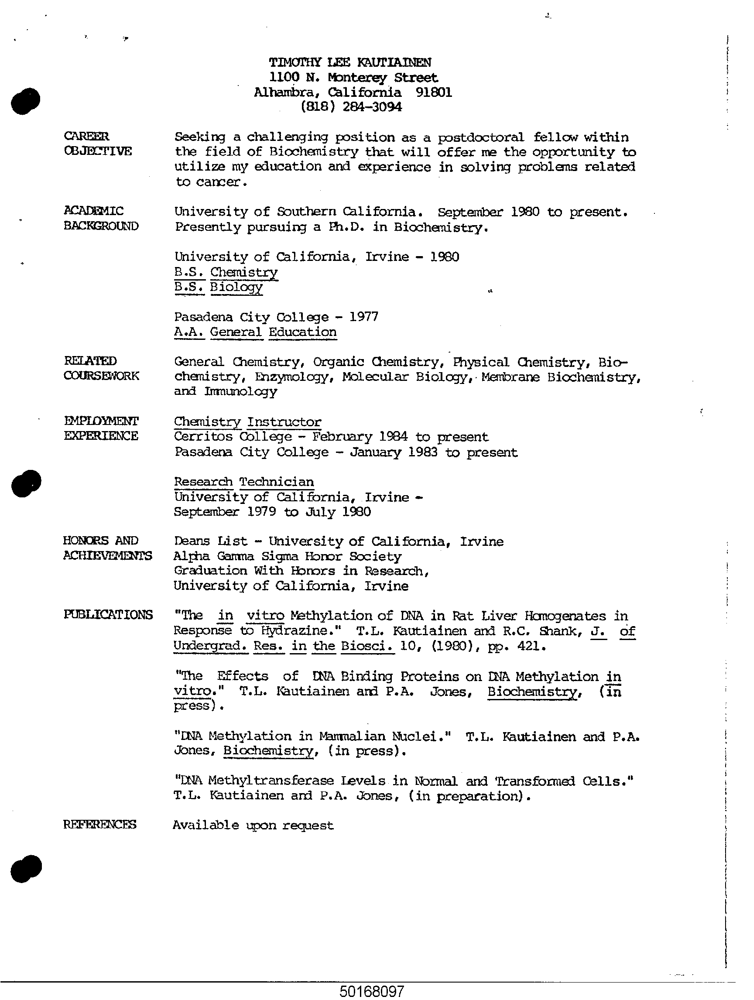 TIMOTHY LEE KAUTIAINEN
1100 N. Monterey Street
Alhambra, California 91801
(818) 284-3094
CAREER OBJECTIVE
Seeking a challenging position as a postdoctoral fellow within
the field of Biochemistry that will offer me the opportunity to
utilize my education and experience in solving problems related
to cancer.
ACADEMIC BACKGROUND
University of Southern California. September 1980 to present.
Presently pursuing a Ph.D. in Biochemistry.
University of California, Irvine - 1980
B.S. Chemistry
B.S. Biology
Pasadena City College - 1977
A.A. General Education
RELATED COURSEWORK
General Chemistry, Organic Chemistry, Physical Chemistry, Bio-
chemistry, Enzymology, Molecular Biology, Membrane Biochemistry,
and Immunology
EMPLOYMENT EXPERIENCE
Chemistry Instructor
Cerritos College - February 1984 to present
Pasadena City College - January 1983 to present
Research Technician
University of California, Irvine -
September 1979 to July 1980
HONORS AND ACHIEVEMENTS
Deans List - University of California, Irvine
Alpha Gamma Sigma Honor Society
Graduation With Honors in Research,
University of California, Irvine
PUBLICATIONS
"The in vitro Methylation of DNA in Rat Liver Homogenates in
Response to Hydrazine." T.L. Kautiainen and R.C. Shank, J. of
Undergrad. Res. in the Biosci. 10, (1980), pp. 421.
"The Effects of DNA Binding Proteins on DNA Methylation in
vitro." T.L. Kautiainen and P.A. Jones, Biochemistry, (in
press).
"DNA Methylation in Mammalian Nuclei." T.L. Kautiainen and P.A.
Jones, Biochemistry, (in press).
"DNA Methyltransferase Levels in Normal and Transformed Cells."
T.L. Kautiainen and P.A. Jones, (in preparation).
REFERENCES
Available upon request
50168097